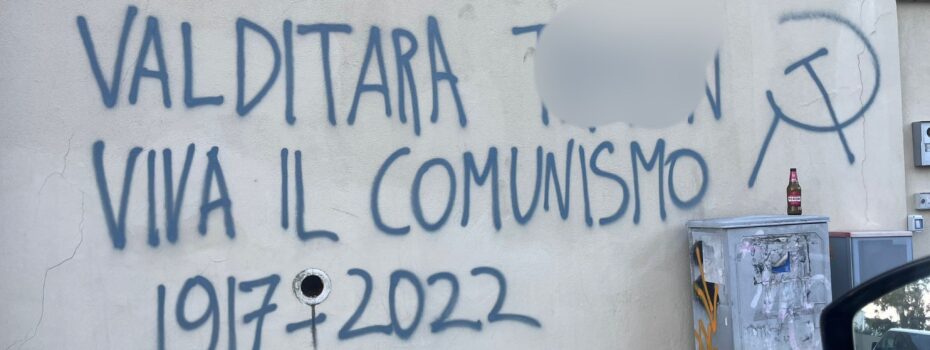 VALDITARA
VIVA IL COMUNISMO
1917-2022